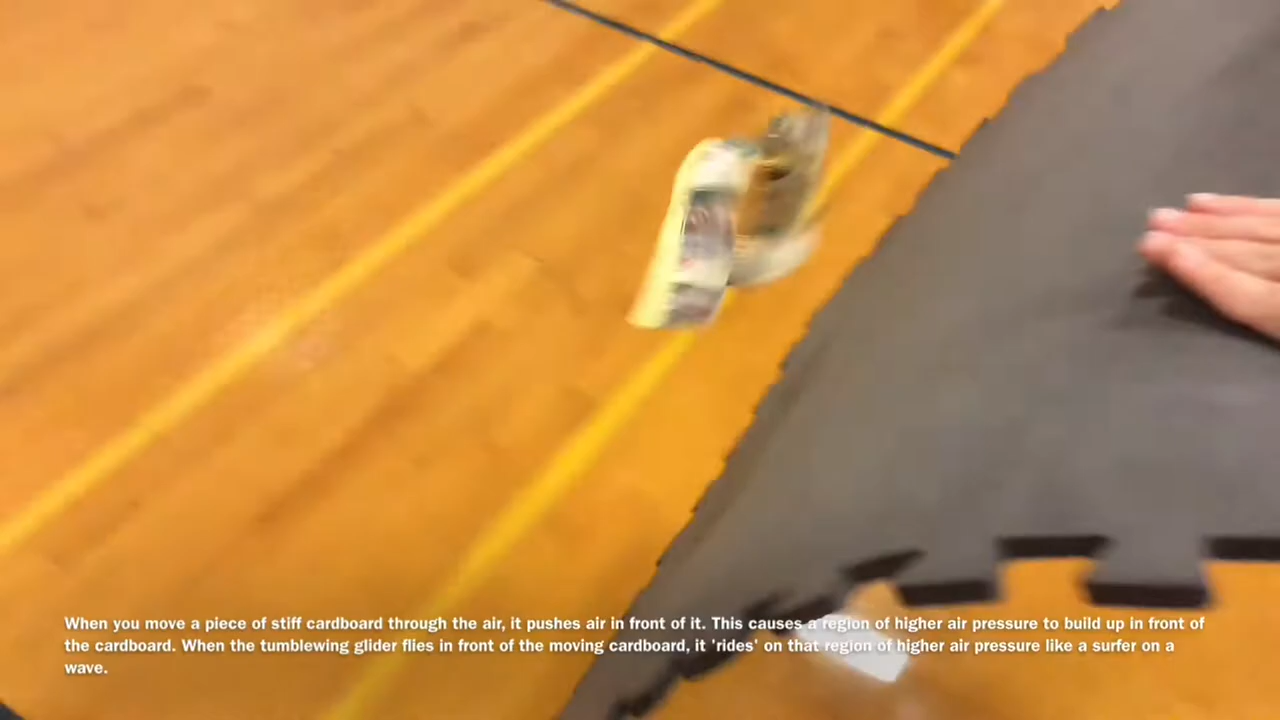 When you move a piece of stiff cardboard through the air, it pushes air in front of it. This causes a region of higher air pressure to build up in front of
the cardboard. When the tumblewing glider flies in front of the moving cardboard, it 'rides' on that region of higher air pressure like a surfer on a
wave.